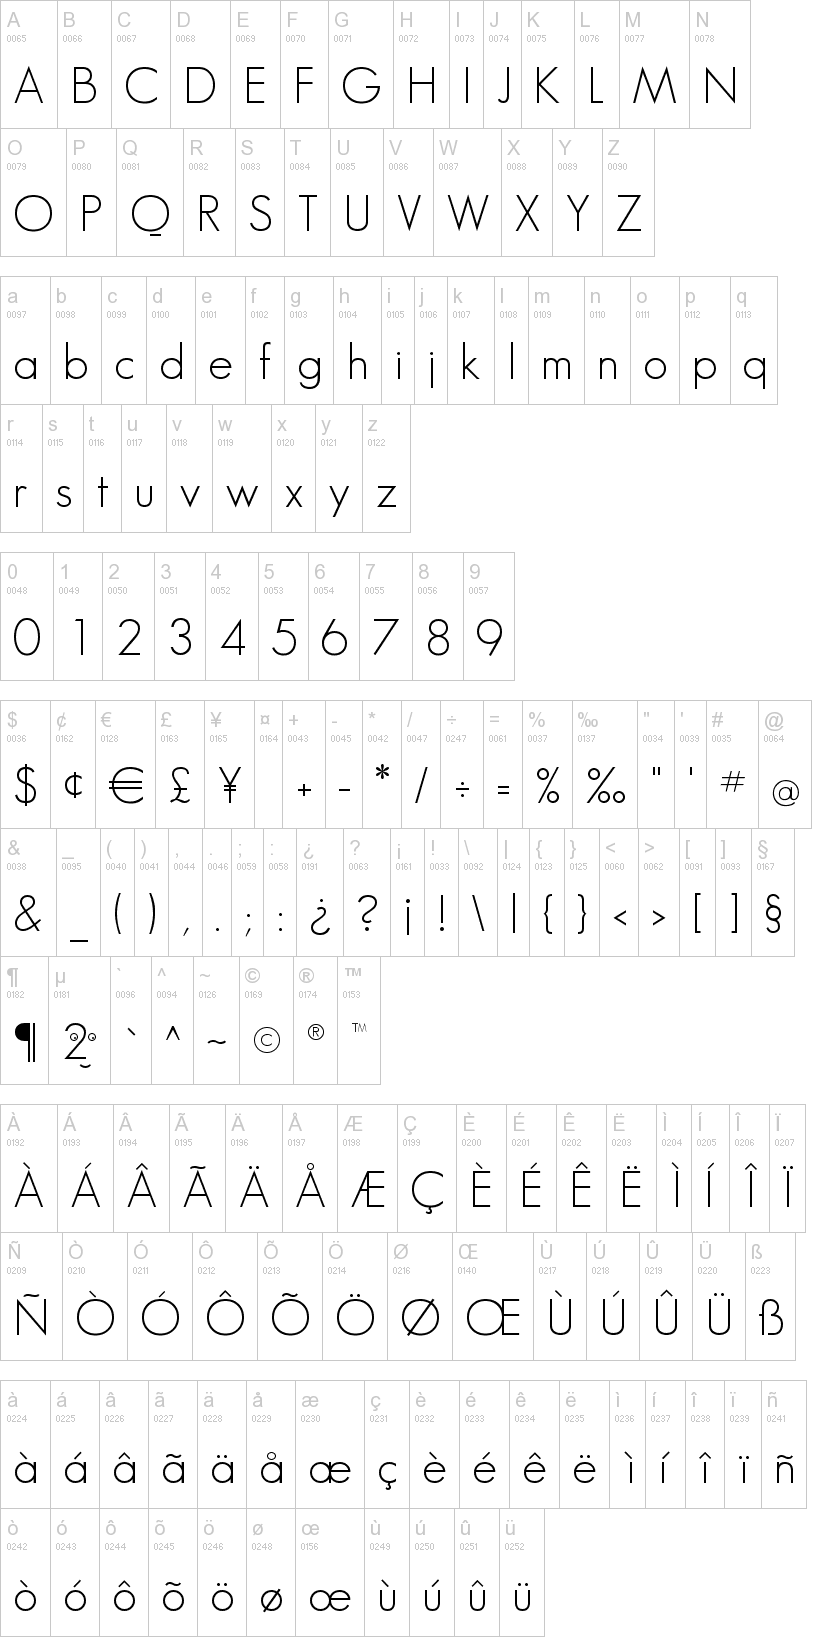 A B C D E F G H I J K L M N
0065 0066 0067 0068 0069 0070 0071 0072 0073 0074 0075 0076 0077 0078
A B C D E F G H I J K L M N
O P Q R S T U V W X Y Z
0079 0080 0081 0082 0083 0084 0085 0086 0087 0088 0089 0090
O P Q R S T U V W X Y Z
a b c d e f g h i j k l m n o p q
0097 0098 0099 0100 0101 0102 0103 0104 0105 0106 0107 0108 0109 0110 0111 0112 0113
a b c d e f g h i j k l m n o p q
r s t u v w x y z
0114 0115 0116 0117 0118 0119 0120 0121 0122
r s t u v w x y z
0 1 2 3 4 5 6 7 8 9
0048 0049 0050 0051 0052 0053 0054 0055 0056 0057
0 1 2 3 4 5 6 7 8 9
$ ¢ € £ ¥ ¤ + - * / ÷ = % ‰ " ' # @
0036 0162 0128 0163 0165 0164 0043 0045 0042 0047 0247 0061 0037 0137 0034 0039 0035 0064
$ ¢ € £ ¥ + - * / ÷ = % ‰ " ' # @
& _ ( ) , . ; : ¿ ? ¡ ! \ | { } < > [ ] §
0038 0095 0040 0041 0044 0046 0059 0058 0191 0063 0161 0033 0092 0124 0123 0125 0060 0062 0091 0093 0167
& _ ( ) , . ; : ¿ ? ¡ ! \ | { } < > [ ] §
¶ µ ` ^ ~ © ® ™
0182 0181 0096 0094 0126 0169 0174 0153
¶ 2 ` ^ ~ © ® ™
À Á Â Ã Ä Å Æ Ç È É Ê Ë Ì Í Î Ï
0192 0193 0194 0195 0196 0197 0198 0199 0200 0201 0202 0203 0204 0205 0206 0207
À Á Â Ã Ä Å Æ Ç È É Ê Ë Ì Í Î Ï
Ñ Ò Ó Ô Õ Ö Ø Œ Ù Ú Û Ü ß
0209 0210 0211 0212 0213 0214 0216 0140 0217 0218 0219 0220 0223
Ñ Ò Ó Ô Õ Ö Ø Œ Ù Ú Û Ü ß
à á â ã ä å æ ç è é ê ë ì í î ï ñ
0224 0225 0226 0227 0228 0229 0230 0231 0232 0233 0234 0235 0236 0237 0238 0239 0241
à á â ã ä å æ ç è é ê ë ì í î ï ñ
ò ó ô õ ö ø œ ù ú û ü
0242 0243 0244 0245 0246 0248 0156 0249 0250 0251 0252
ò ó ô õ ö ø œ ù ú û ü